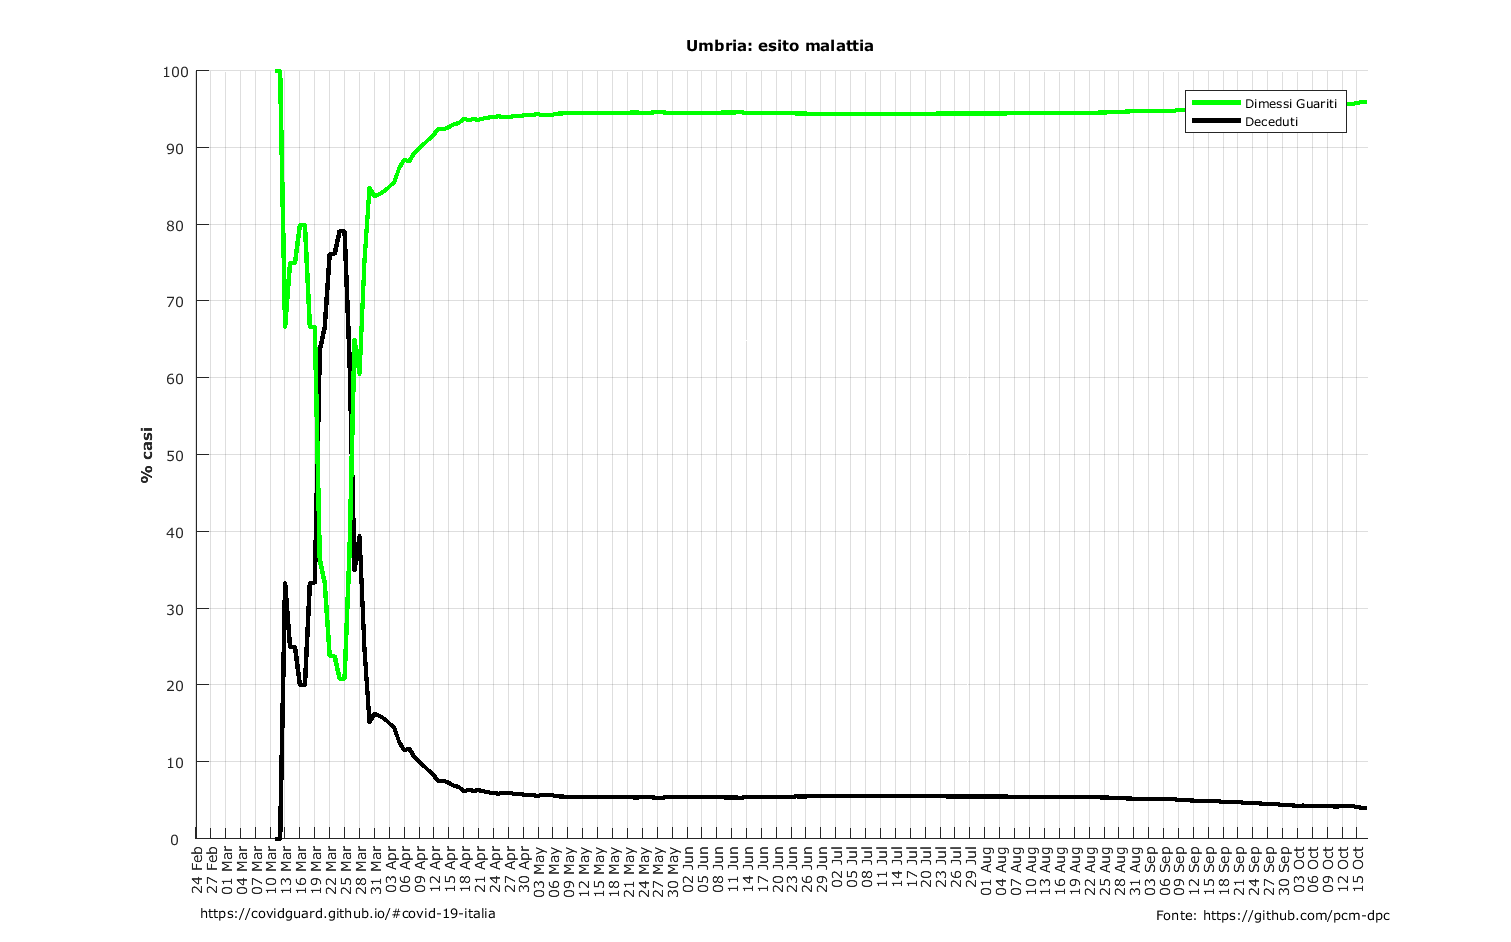 Umbria: esito malattia
100
90
80
70
60
50
40
30
20
10
0
% casi
Dimessi Guariti
Deceduti
24 Feb
27 Feb
01 Mar
04 Mar
07 Mar
10 Mar
13 Mar
16 Mar
19 Mar
22 Mar
25 Mar
28 Mar
31 Mar
03 Apr
06 Apr
09 Apr
12 Apr
15 Apr
18 Apr
21 Apr
24 Apr
27 Apr
30 Apr
03 May
06 May
09 May
12 May
15 May
18 May
21 May
24 May
27 May
30 May
02 Jun
05 Jun
08 Jun
11 Jun
14 Jun
17 Jun
20 Jun
23 Jun
26 Jun
29 Jun
02 Jul
05 Jul
08 Jul
11 Jul
14 Jul
17 Jul
20 Jul
23 Jul
26 Jul
29 Jul
01 Aug
04 Aug
07 Aug
10 Aug
13 Aug
16 Aug
19 Aug
22 Aug
25 Aug
28 Aug
31 Aug
03 Sep
06 Sep
09 Sep
12 Sep
15 Sep
18 Sep
21 Sep
24 Sep
27 Sep
30 Sep
03 Oct
06 Oct
09 Oct
12 Oct
15 Oct
https://covidguard.github.io/#covid-19-italia
Fonte: https://github.com/pcm-dpc